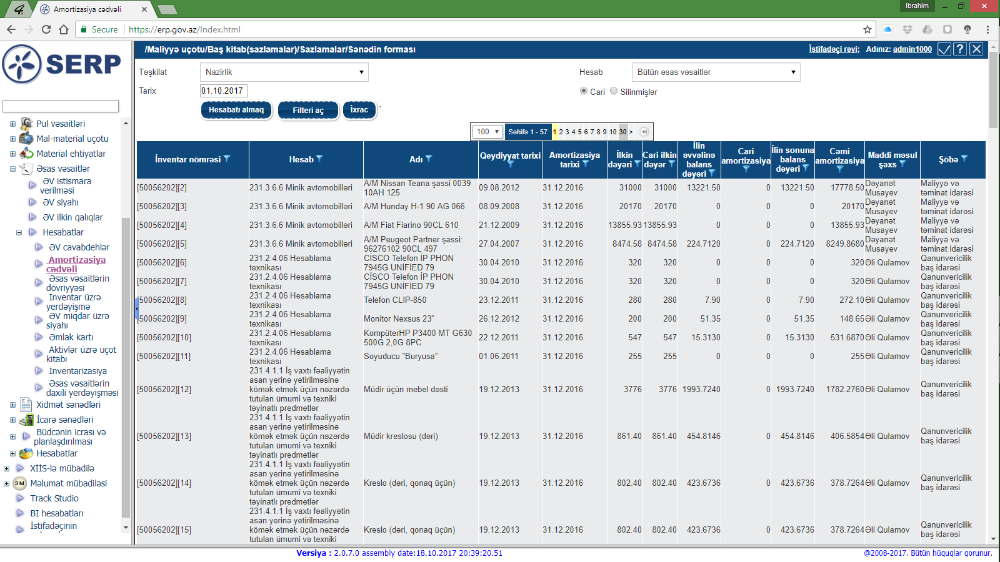 Amortizasiya cədvəli
Ibrahim
Secure
https://erp.gov.az/Index.html
SERP
/Maliyyə uçotu/Baş kitab(sazlamalar)/Sazlamalar/Sənədin forması
İstifadəçi rəyi; Adınız: admin1000
Təşkilat
Nazirlik
Hesab
Bütün əsas vəsaitlər
Tarix
01.10.2017
Cari
Silinmişlər
Hesabatı almaq
Filteri aç
İxrac
100
Səhifə 1 - 57
1 2 3 4 5 6 7 8 9 10 30 >
Pul vəsaitləri
Mal-material uçotu
Material ehtiyatlar
Əsas vəsaitlər
ƏV istismara
verilməsi
ƏV siyahı
ƏV ilkin qalıqlar
Hesabatlar
ƏV cavabdehlər
Amortizasiya
cədvəli
Əsas vəsaitlərin
dövriyyəsi
İnventar üzrə
yerdəyişmə
ƏV miqdar üzrə
siyahı
Əmlak kartı
Aktivlər üzrə uçot
kitabı
İnventarizasiya
Əsas vəsaitlərin
daxili yerdəyişməsi
Xidmət sənədləri
İcarə sənədləri
Büdcənin icrası və
planlaşdırılması
Hesabatlar
XİİS-lə mübadilə
SIM
Məlumat mübadiləsi
Track Studio
BI hesabatları
İstifadəçinin
İnventar nömrəsi
Hesab
Adı
Qeydiyyat tarixi
Amortizasiya
tarixi
İlkin
dəyəri
Cari ilkin
dəyər
İlin
əvvəlinə
balans
dəyəri
Cari
amortizasiya
İlin sonuna
balans
dəyəri
Cəmi
amortizasiya
Maddi məsul
şəxs
Şöbə
[50056202][2] 231.3.6.6 Minik avtomobilləri A/M Nissan Teana şassi 0039 09.08.2012 31.12.2016 31000 31000 13221.50 0 13221.50 17778.50 Dəyanət Maliyyə və
10AH 125 Musayev təminat idarəsi
[50056202][3] 231.3.6.6 Minik avtomobilləri A/M Hunday H-1 90 AG 066 08.09.2008 31.12.2016 20170 20170 0 0 0 20170 Dəyanət Maliyyə və
Musayev təminat idarəsi
[50056202][4] 231.3.6.6 Minik avtomobilləri A/M Fiat Fiarino 90CL 610 21.12.2009 31.12.2016 13855.93 13855.93 0 0 0 13855.93 Dəyanət Maliyyə və
Musayev təminat idarəsi
[50056202][5] 231.3.6.6 Minik avtomobilləri A/M Peugeot Partner şassi: 27.04.2007 31.12.2016 8474.58 8474.58 224.7120 0 224.7120 8249.8680 Dəyanət Maliyyə və
96276102 90CL 497 Musayev təminat idarəsi
[50056202][6] 231.2.4.06 Hesablama CİSCO Telefon İP PHON 30.04.2010 31.12.2016 320 320 0 0 0 320 Əli Qulamov Qanunvericilik
texnikası 7945G UNİFİED 79 baş idarəsi
[50056202][7] 231.2.4.06 Hesablama CİSCO Telefon İP PHON 30.04.2010 31.12.2016 320 320 0 0 0 320 Əli Qulamov Qanunvericilik
texnikası 7945G UNİFİED 79 baş idarəsi
[50056202][8] 231.2.4.06 Hesablama Telefon CLIP-850 23.12.2011 31.12.2016 280 280 7.90 0 7.90 272.10 Əli Qulamov Qanunvericilik
texnikası baş idarəsi
[50056202][9] 231.2.4.06 Hesablama Monitor Nexsus 23" 26.12.2012 31.12.2016 200 200 51.35 0 51.35 148.65 Əli Qulamov Qanunvericilik
texnikası baş idarəsi
[50056202][10] 231.2.4.06 Hesablama KompüterHP P3400 MT G630 22.12.2011 31.12.2016 547 547 15.3130 0 15.3130 531.6870 Əli Qulamov Qanunvericilik
texnikası 500G 2,0G 8PC baş idarəsi
[50056202][11] 231.2.4.06 Hesablama Soyuducu "Buryusa" 01.06.2011 31.12.2016 255 255 0 0 0 255 Əli Qulamov Qanunvericilik
texnikası baş idarəsi
231.4.1.1 İş vaxtı fəaliyyətin
asan yerinə yetirilməsinə
[50056202][12] kömək etmək üçün nəzərdə Müdir üçün mebel dəsti 19.12.2013 31.12.2016 3776 3776 1993.7240 0 1993.7240 1782.2760 Əli Qulamov Qanunvericilik
tutulan ümumi və texniki baş idarəsi
təyinatlı predmetlər
231.4.1.1 İş vaxtı fəaliyyətin
asan yerinə yetirilməsinə
[50056202][13] kömək etmək üçün nəzərdə Müdir kreslosu (dəri) 19.12.2013 31.12.2016 861.40 861.40 454.8146 0 454.8146 406.5854 Əli Qulamov Qanunvericilik
tutulan ümumi və texniki baş idarəsi
təyinatlı predmetlər
231.4.1.1 İş vaxtı fəaliyyətin
asan yerinə yetirilməsinə
[50056202][14] kömək etmək üçün nəzərdə Kreslo (dəri, qonaq üçün) 19.12.2013 31.12.2016 802.40 802.40 423.6736 0 423.6736 378.7264 Əli Qulamov Qanunvericilik
tutulan ümumi və texniki baş idarəsi
təyinatlı predmetlər
231.4.1.1 İş vaxtı fəaliyyətin
asan yerinə yetirilməsinə
[50056202][15] kömək etmək üçün nəzərdə Kreslo (dəri, qonaq üçün) 19.12.2013 31.12.2016 802.40 802.40 423.6736 0 423.6736 378.7264 Əli Qulamov Qanunvericilik
tutulan ümumi və texniki baş idarəsi
Versiya : 2.0.7.0 assembly date:18.10.2017 20:39:20.51
@2008-2017. Bütün hüquqlar qorunur.